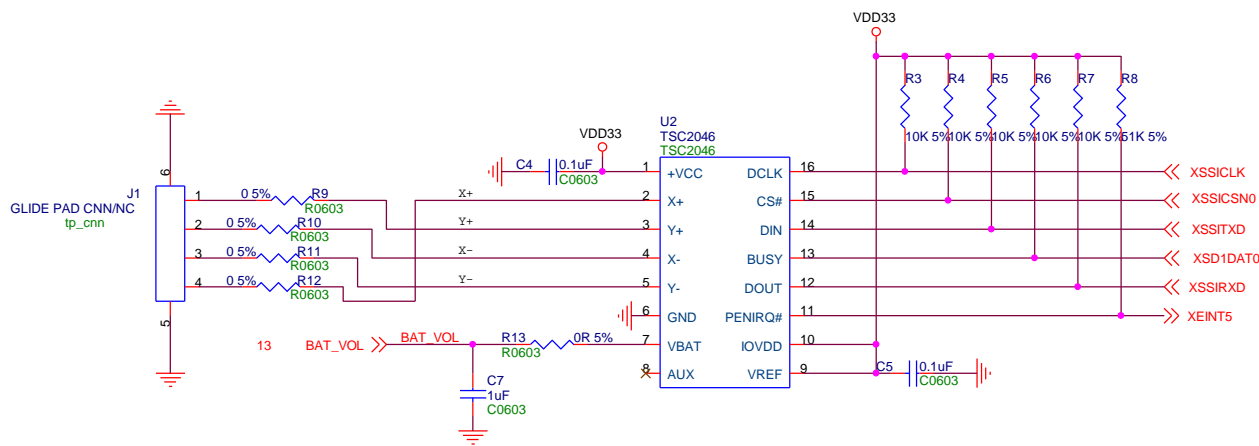 VDD33
R3
R4
R5
R6
R7
R8
10K 5%
10K 5%
10K 5%
10K 5%
10K 5%
51K 5%
U2
TSC2046
TSC2046
VDD33
C4
0.1uF
C0603
J1
GLIDE PAD CNN/NC
tp_cnn
6
1
2
3
4
5
0 5%
R9
R0603
0 5%
R10
R0603
0 5%
R11
R0603
0 5%
R12
R0603
X+
Y+
X-
Y-
1
+VCC
DCLK
16
XSSICLK
2
X+
CS#
15
XSSICSN0
3
Y+
DIN
14
XSSITXD
4
X-
BUSY
13
XSD1DAT0
5
Y-
DOUT
12
XSSIRXD
6
GND
PENIRQ#
11
XEINT5
7
VBAT
IOVDD
10
8
AUX
VREF
9
13
BAT_VOL
BAT_VOL
R13
0R 5%
R0603
C7
1uF
C0603
C5
0.1uF
C0603